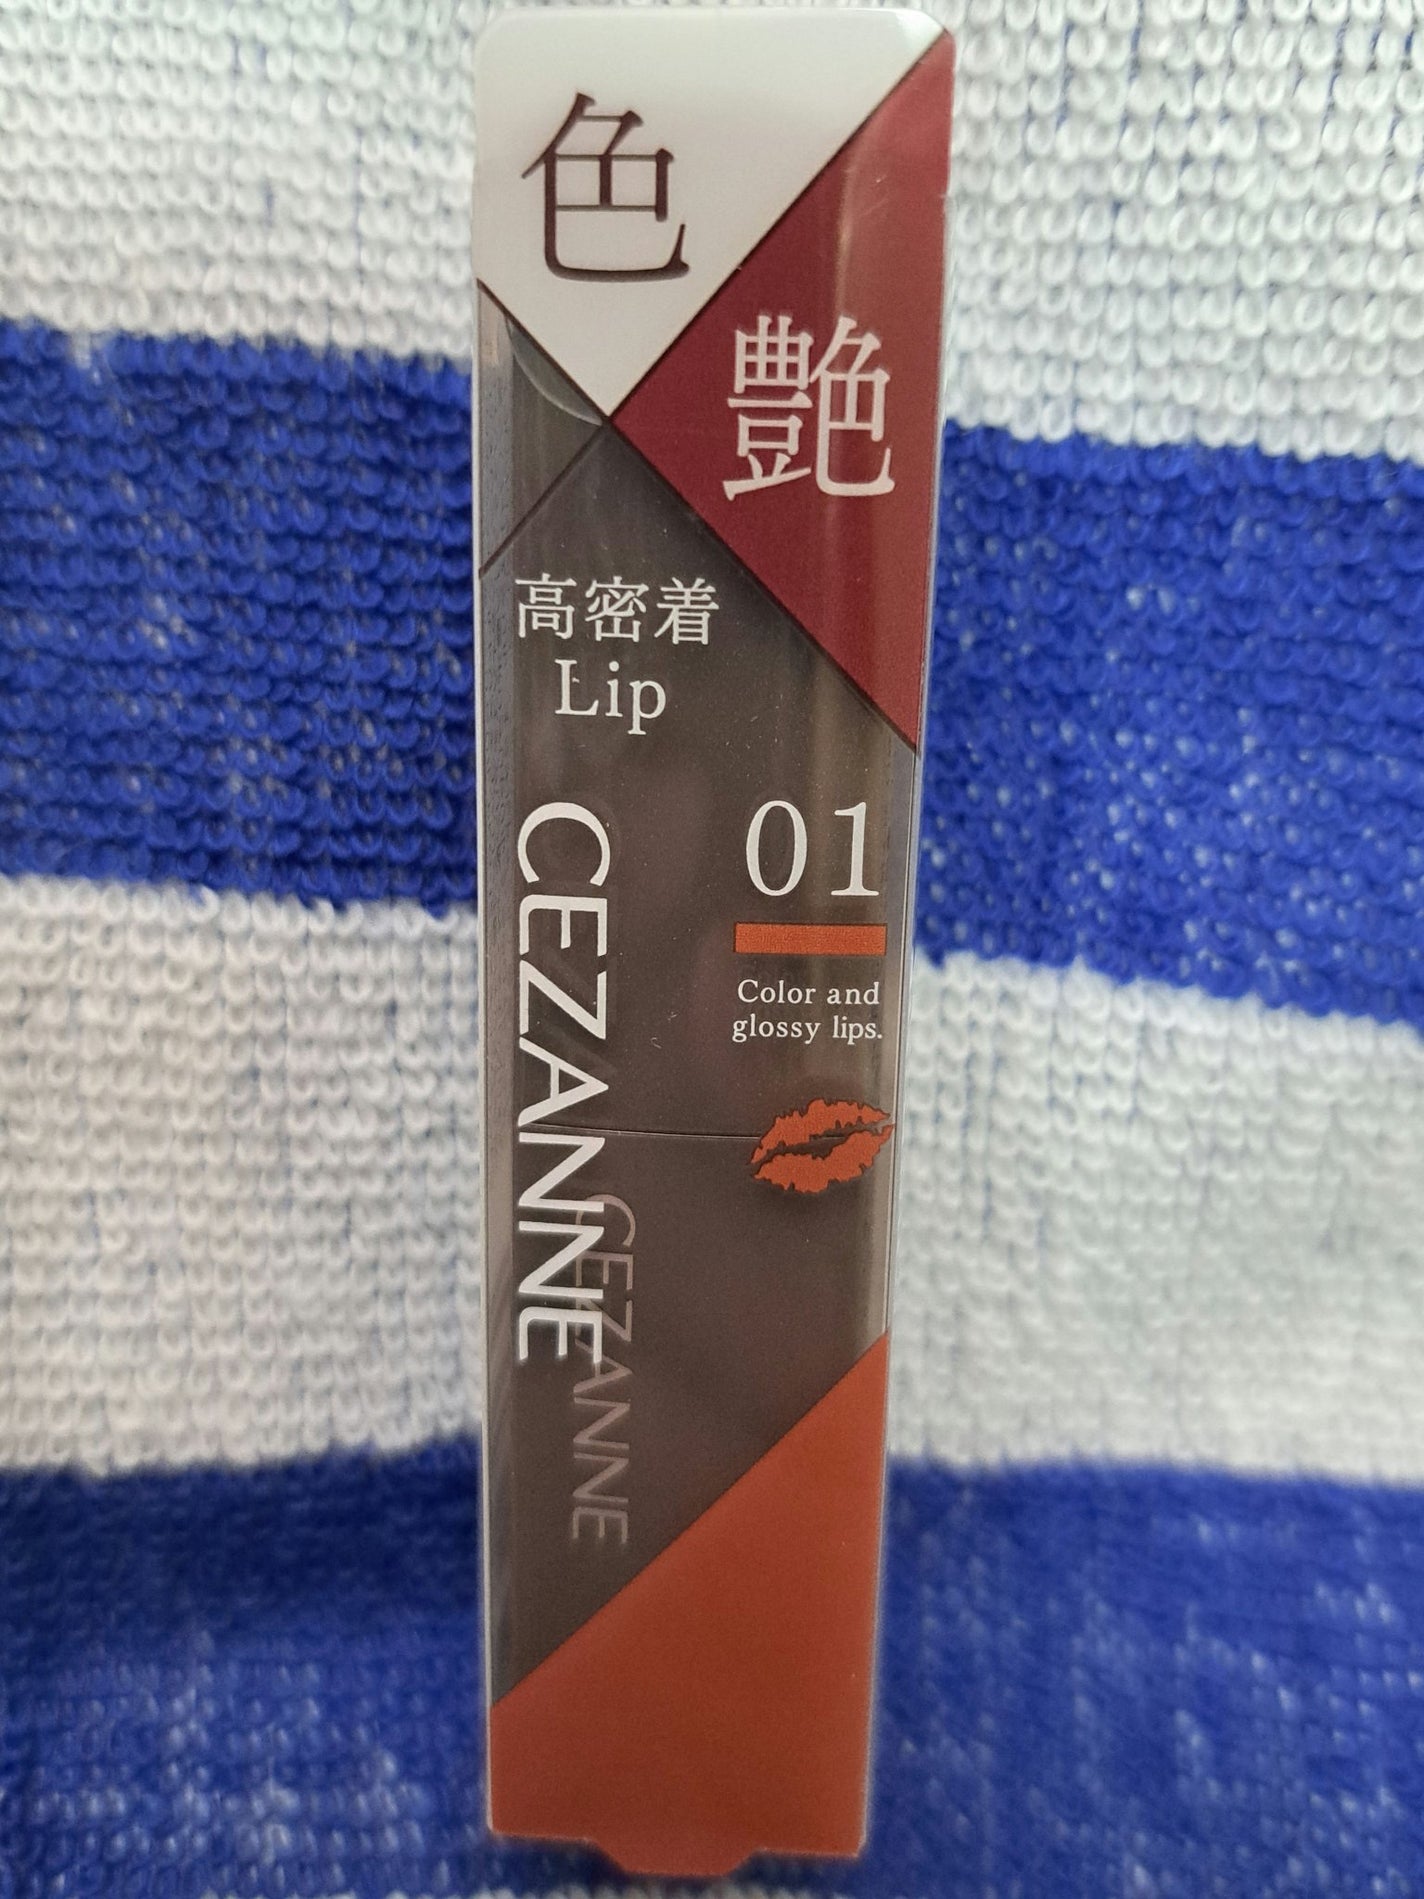 色
艶
高密着
Lip
01
Color and
glossy lips.
CEZANNE
CEZANNE